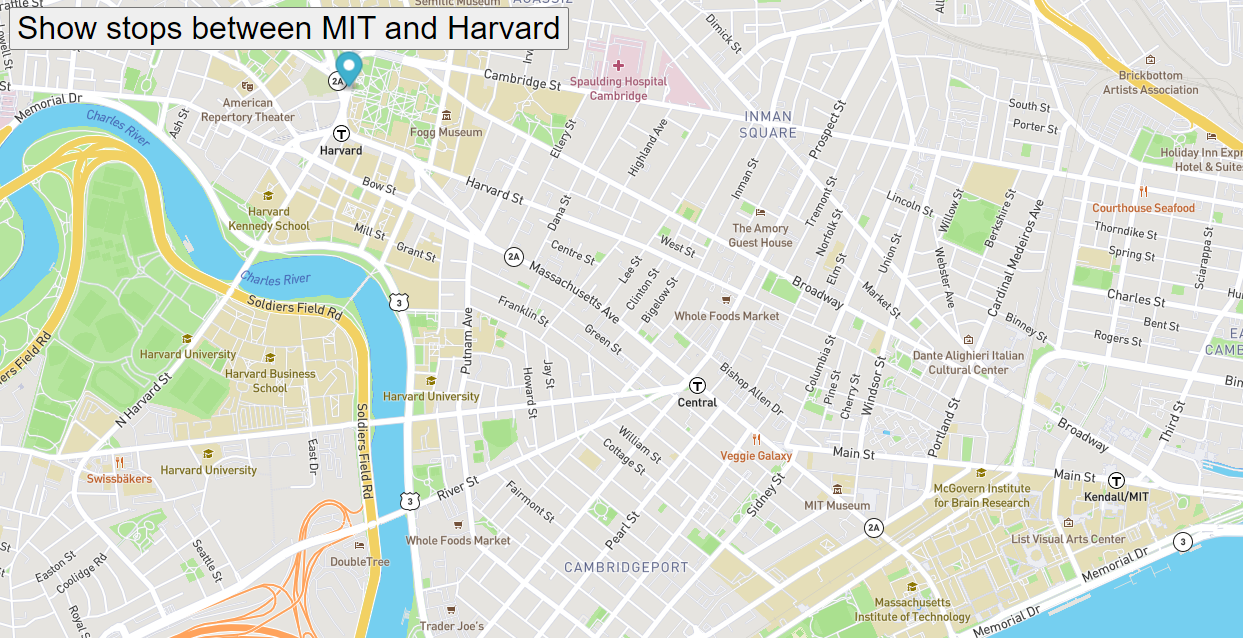 Semitic Museum
Show stops between MIT and Harvard
Dimick St
Lowell St
Cambridge St
Spaulding Hospital
Cambridge
Brickbottom
Artists Association
2A
Memorial Dr
Charles River
American
Repertory Theater
Ash St
Fogg Museum
INMAN
SQUARE
Prospect St
South St
Porter St
Harvard
Ellery St
Highland Ave
Holiday Inn Expr
Hotel & Suites
Bow St
Harvard St
Inman St
Tremont St
Lincoln St
Willow St
Berkshire St
Courthouse Seafood
Harvard
Kennedy School
Dana St
The Amory
Guest House
Norfolk St
Cardinal Medeiros Ave
Thorndike St
Mill St
Grant St
2A
Centre St
West St
Union St
Spring St
Sciarappa St
Charles River
Massachusetts Ave
Lee St
Clinton St
Bigelow St
Elm St
Webster Ave
Broadway
Market St
Charles St
Soldiers Field Rd
3
Franklin St
Whole Foods Market
Binney St
Bent St
Putnam Ave
Green St
Rogers St
Harvard University
Dante Alighieri Italian
Cultural Center
Harvard Business
School
Jay St
Howard St
Columbia St
Pine St
Cherry St
Windsor St
N Harvard St
Harvard University
Central
Bishop Allen Dr
Portland St
Third St
Broadway
Soldiers Field Rd
East Dr
William St
Cottage St
Veggie Galaxy
Main St
Main St
Harvard University
Swissbäkers
River St
3
Sidney St
MIT Museum
McGovern Institute
for Brain Research
Kendall/MIT
Fairmont St
Pearl St
2A
Whole Foods Market
List Visual Arts Center
3
Seattle St
Easton St
Coolidge Rd
DoubleTree
CAMBRIDGEPORT
Memorial Dr
Massachusetts
Institute of Technology
Royal St
Trader Joe's
Memorial Dr